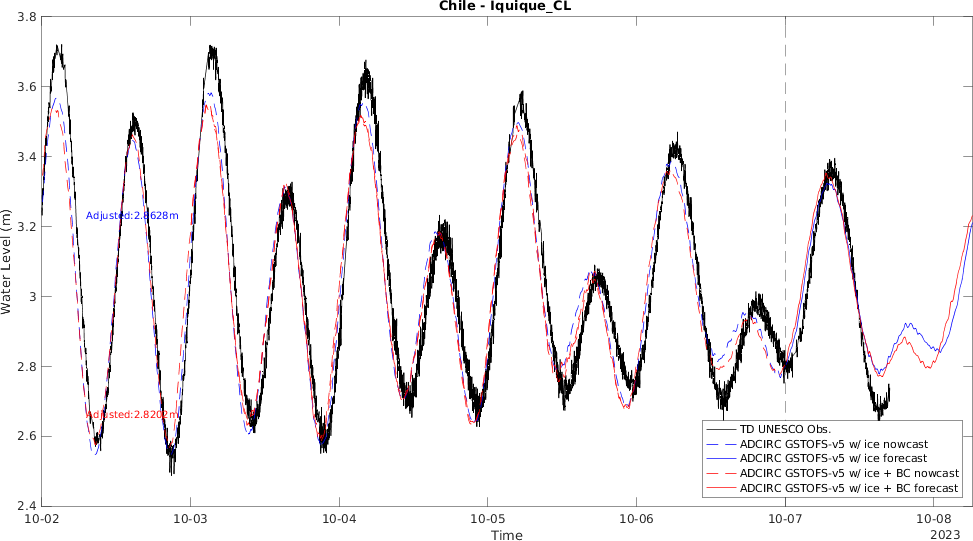 Chile - Iquique_CL
3.8
3.6
3.4
3.2
3
2.8
2.6
2.4
Water Level (m)
Adjusted:2.8628m
Adjusted:2.8202m
TD UNESCO Obs.
ADCIRC GSTOFS-v5 w/ ice nowcast
ADCIRC GSTOFS-v5 w/ ice forecast
ADCIRC GSTOFS-v5 w/ ice + BC nowcast
ADCIRC GSTOFS-v5 w/ ice + BC forecast
10-02 10-03 10-04 10-05 10-06 10-07 10-08
Time
2023